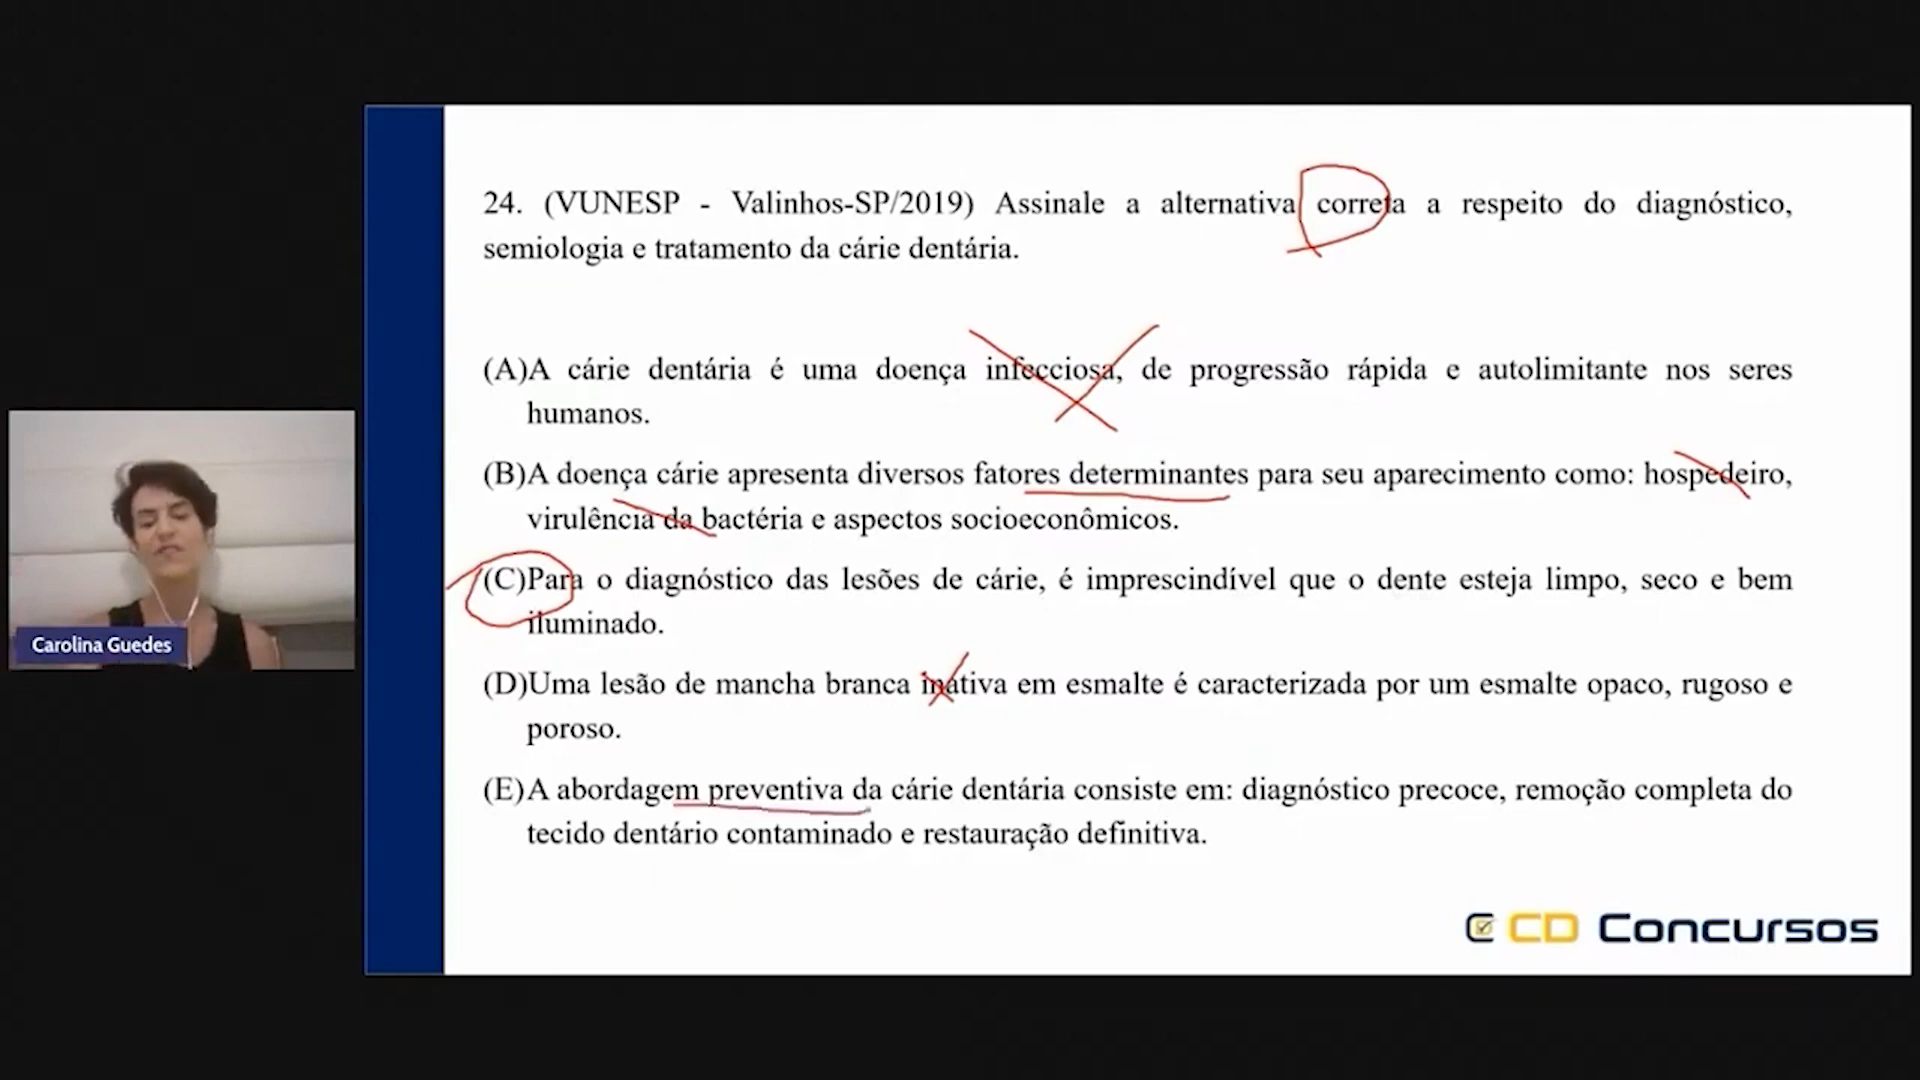 24. (VUNESP - Valinhos-SP/2019) Assinale a alternativa correta a respeito do diagnóstico,
semiologia e tratamento da cárie dentária.
(A)A cárie dentária é uma doença infecciosa, de progressão rápida e autolimitante nos seres
humanos.
(B)A doença cárie apresenta diversos fatores determinantes para seu aparecimento como: hospedeiro,
virulência da bactéria e aspectos socioeconômicos.
(C)Para o diagnóstico das lesões de cárie, é imprescindível que o dente esteja limpo, seco e bem
iluminado.
(D)Uma lesão de mancha branca inativa em esmalte é caracterizada por um esmalte opaco, rugoso e
poroso.
(E)A abordagem preventiva da cárie dentária consiste em: diagnóstico precoce, remoção completa do
tecido dentário contaminado e restauração definitiva.
Carolina Guedes
CD Concursos